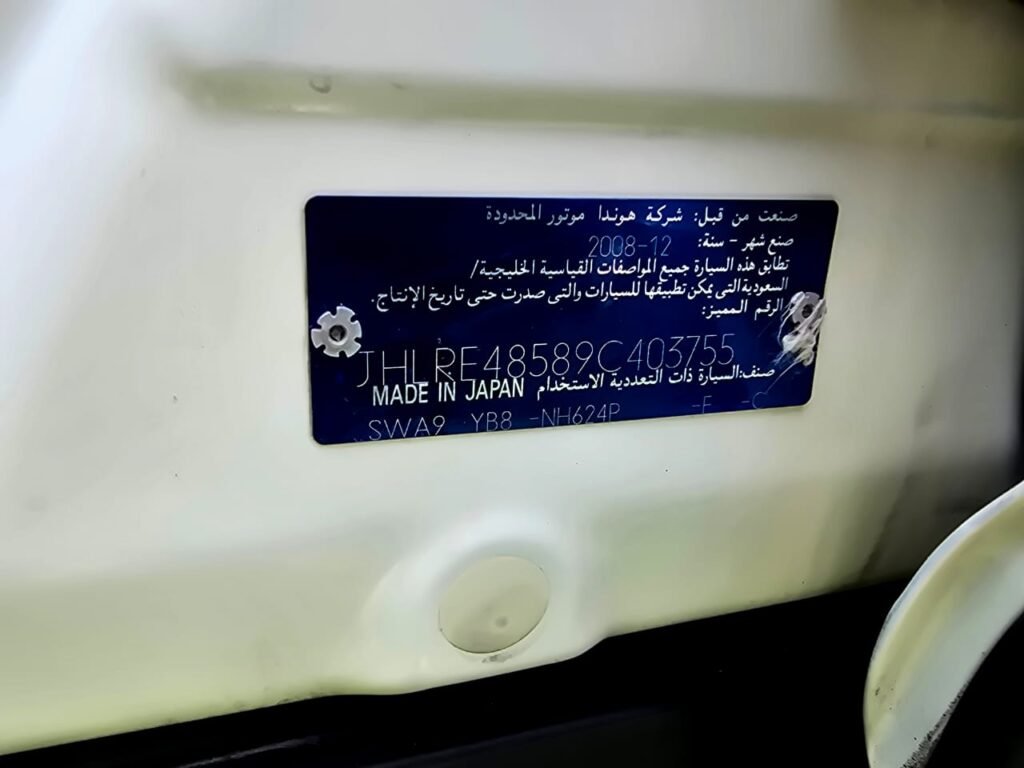 صنعت من قبل: شركة هوندا موتور المحدودة
صنع شهر - سنة: 2008-12
تطابق هذه السيارة جميع المواصفات القياسية الخليجية/
السعودية التي يمكن تطبيقها للسيارات والتي صدرت حتى تاريخ الإنتاج.
الرقم المميز:
JHLRE48589C403755
صنف:السيارة ذات التعددية الاستخدام MADE IN JAPAN
SWA9 YB8 -NH624P -E -C